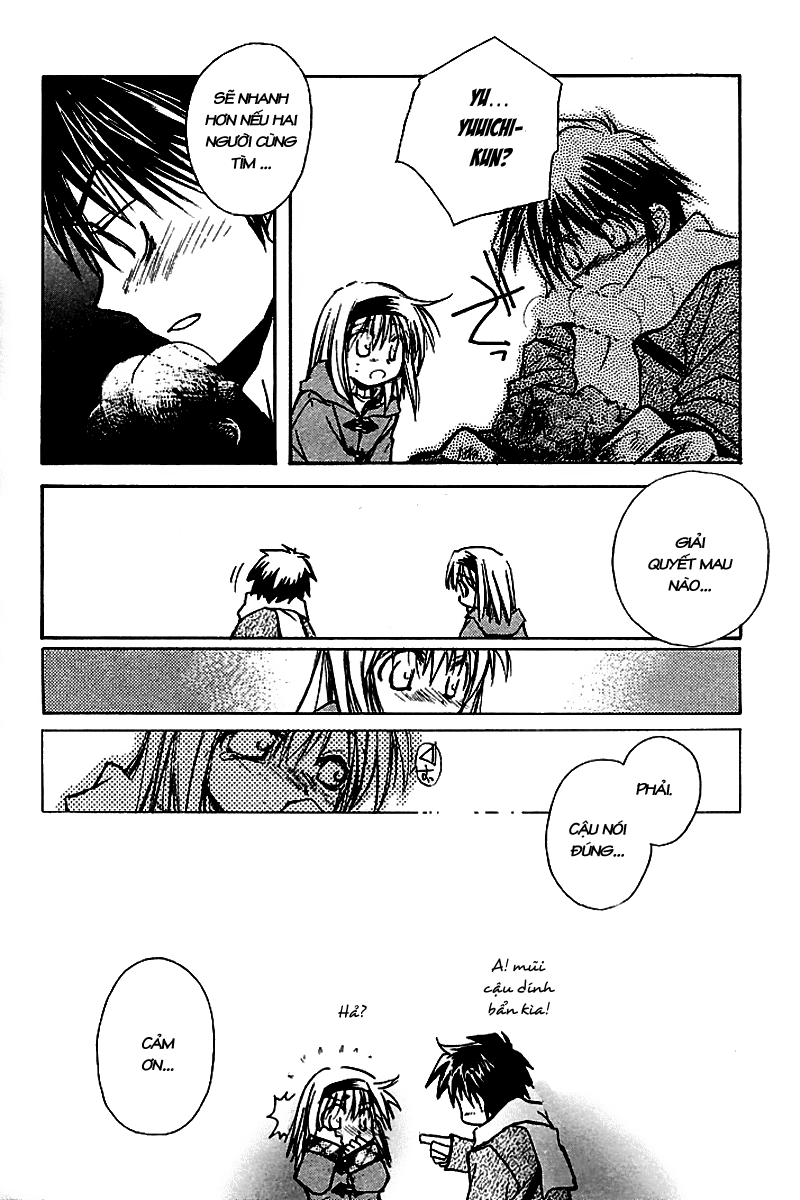 YU...
YUUICHI-
KUN?
SẼ NHANH
HƠN NẾU HAI
NGƯỜI CÙNG
TÌM ...
GIẢI
QUYẾT MAU
NÀO...
PHẢI.
CẬU NÓI
ĐÚNG...
A! mũi
cậu dính
bẩn kìa!
Hả?
CẢM
ƠN...